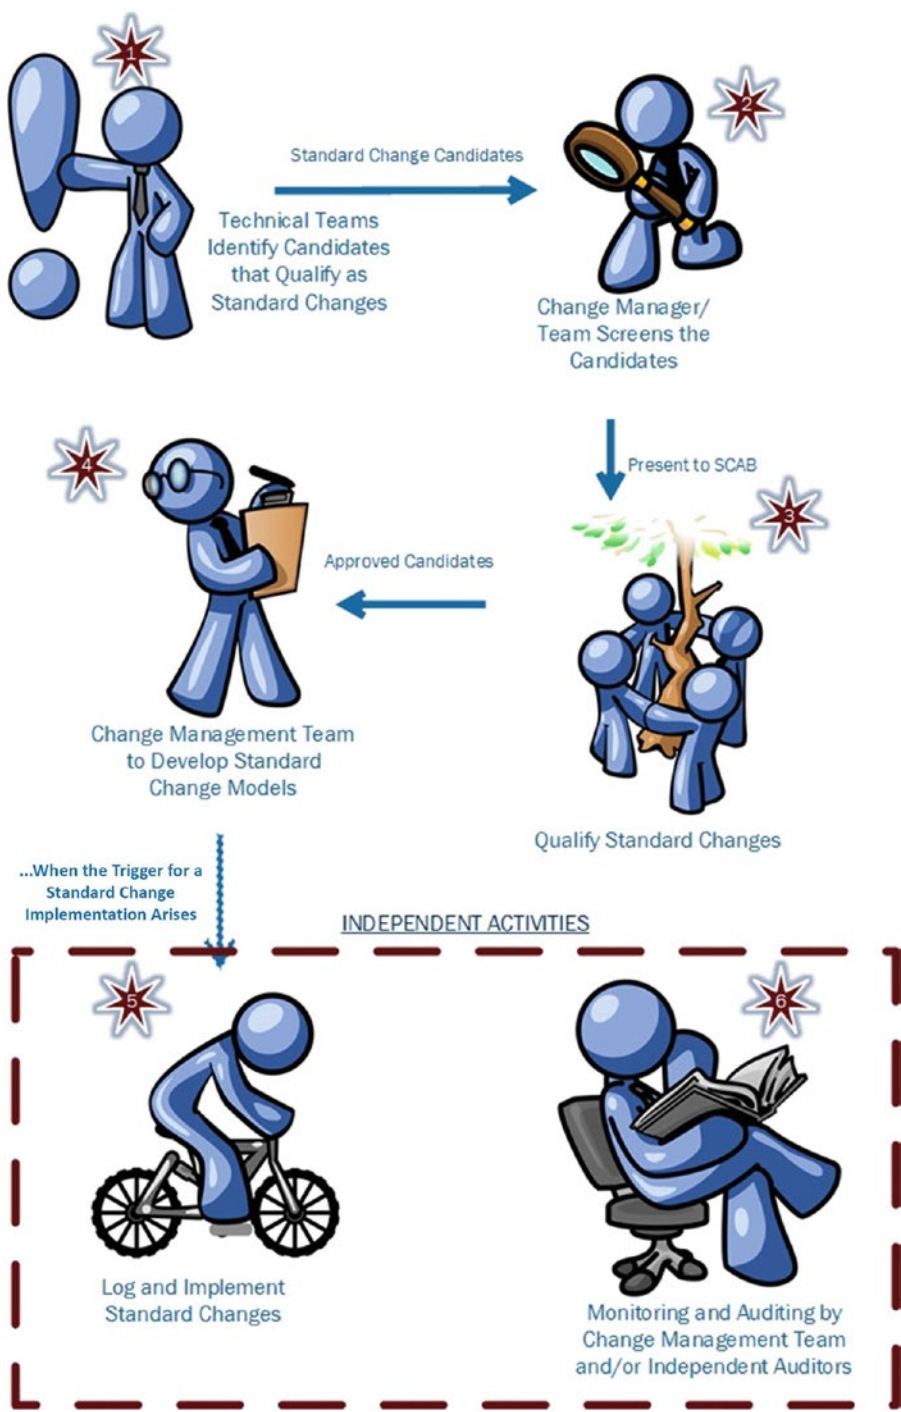 1
Standard Change Candidates
Technical Teams
Identify Candidates
that Qualify as
Standard Changes
2
Change Manager/
Team Screens the
Candidates
Present to SCAB
3
Qualify Standard Changes
Approved Candidates
4
Change Management Team
to Develop Standard
Change Models
...When the Trigger for a
Standard Change
Implementation Arises
INDEPENDENT ACTIVITIES
5
Log and Implement
Standard Changes
6
Monitoring and Auditing by
Change Management Team
and/or Independent Auditors